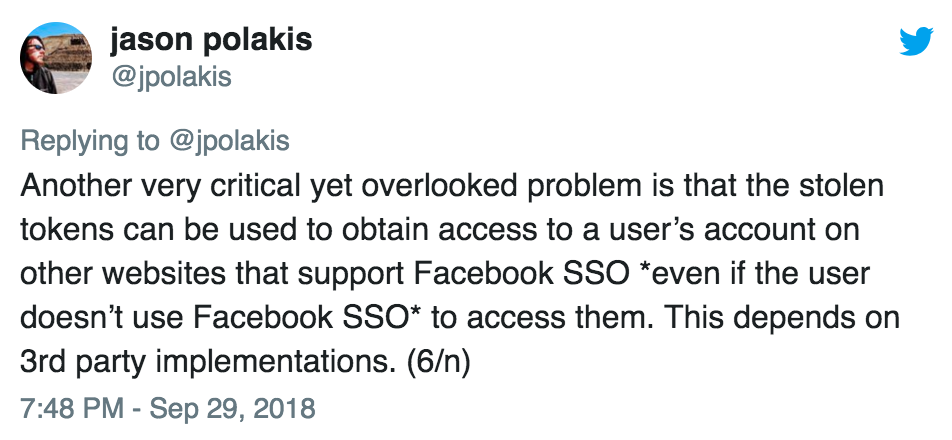 jason polakis
@jpolakis
Replying to @jpolakis
Another very critical yet overlooked problem is that the stolen
tokens can be used to obtain access to a user’s account on
other websites that support Facebook SSO *even if the user
doesn’t use Facebook SSO* to access them. This depends on
3rd party implementations. (6/n)
7:48 PM - Sep 29, 2018